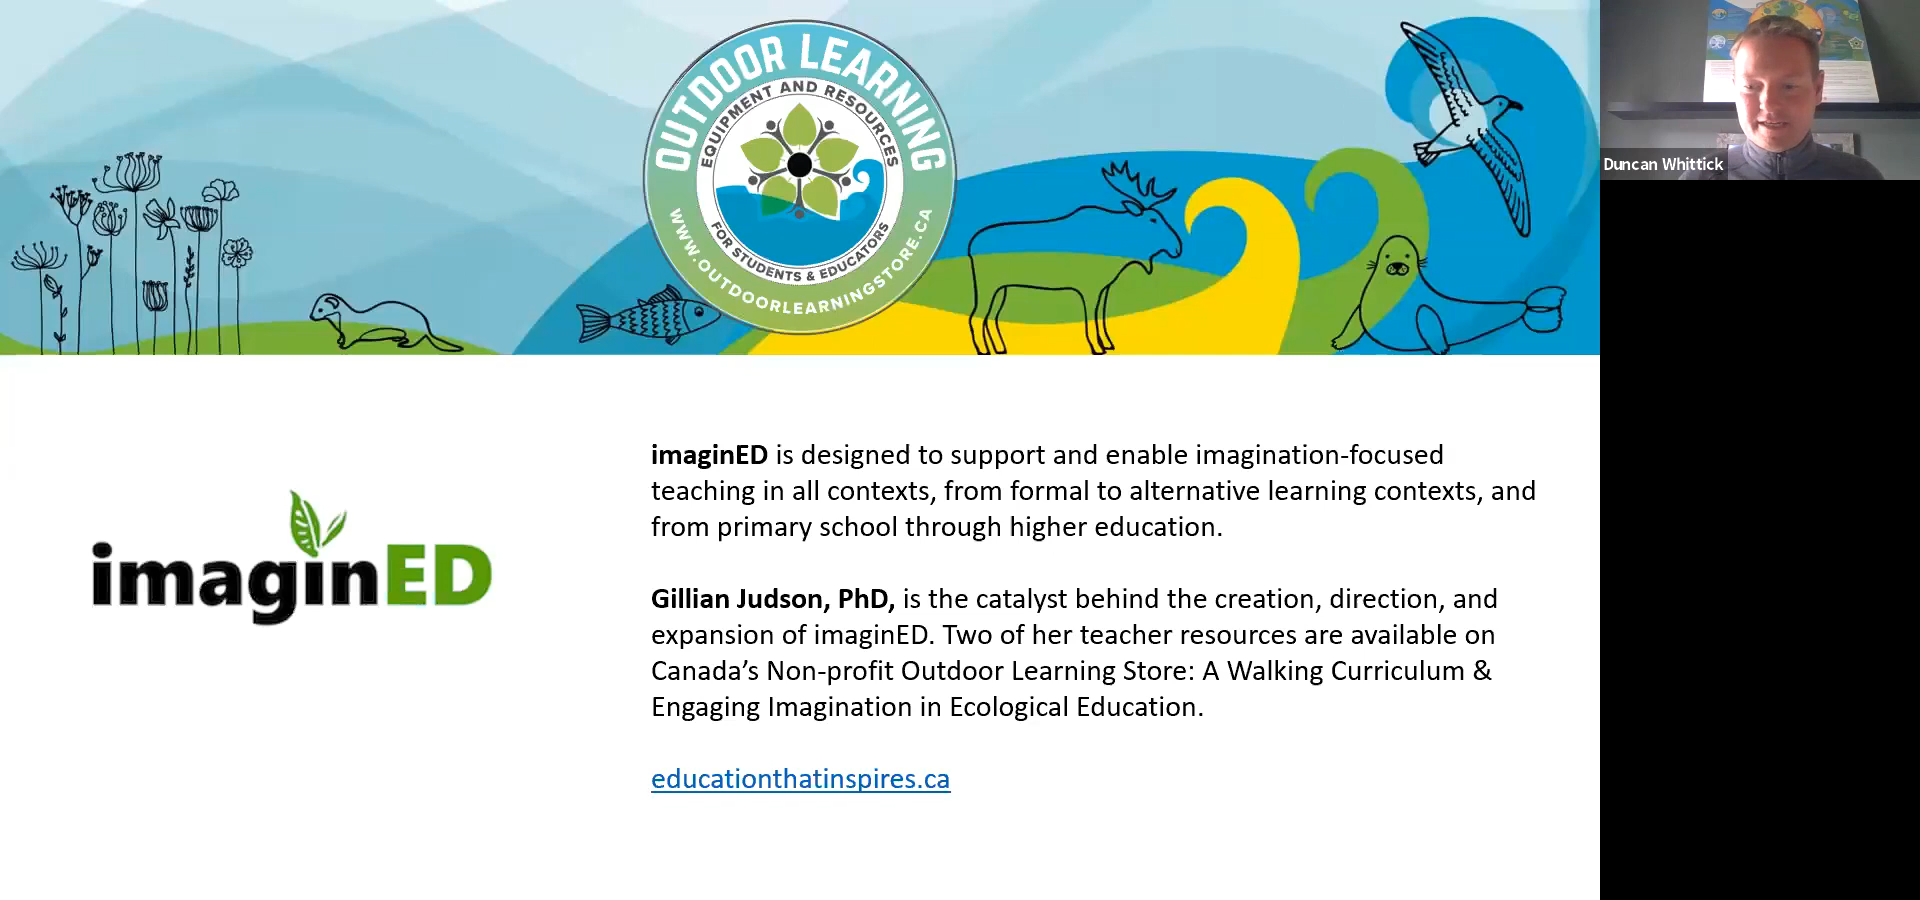 OUTDOOR LEARNING
EQUIPMENT AND RESOURCES
FOR STUDENTS & EDUCATORS
WWW.OUTDOORLEARNINGSTORE.CA
Duncan Whittick
imaginED
imaginED is designed to support and enable imagination-focused
teaching in all contexts, from formal to alternative learning contexts, and
from primary school through higher education.
Gillian Judson, PhD, is the catalyst behind the creation, direction, and
expansion of imaginED. Two of her teacher resources are available on
Canada’s Non-profit Outdoor Learning Store: A Walking Curriculum &
Engaging Imagination in Ecological Education.
educationthatinspires.ca